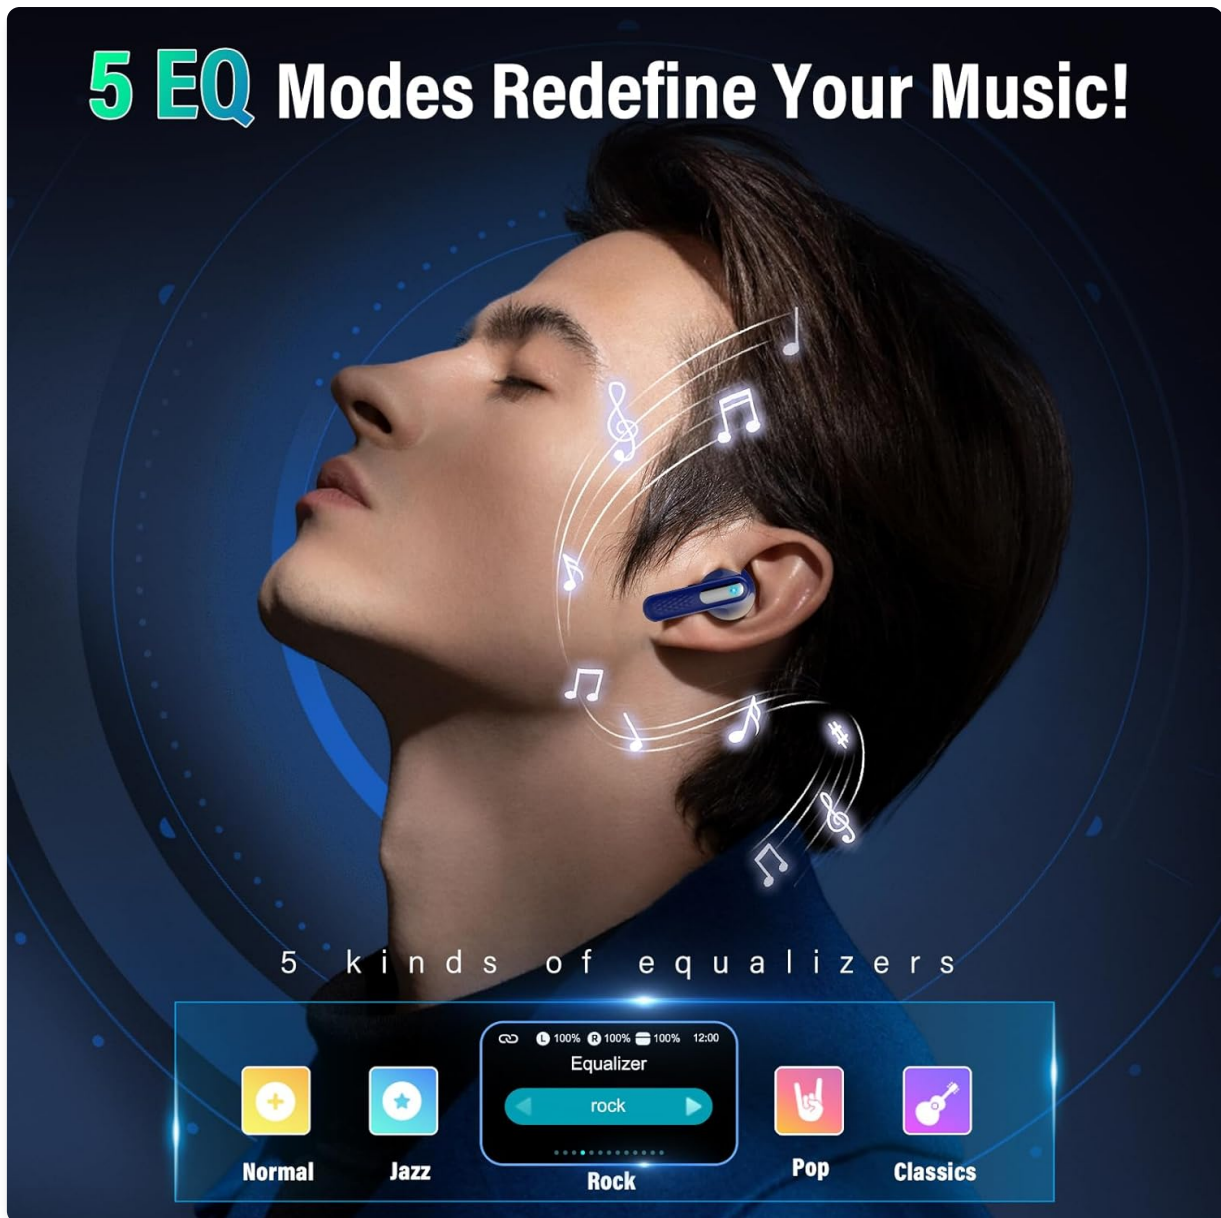 5 EQ Modes Redefine Your Music!
5 kinds of equalizers
L 100% R 100% 100% 12:00
Equalizer
rock
Normal
Jazz
Rock
Pop
Classics